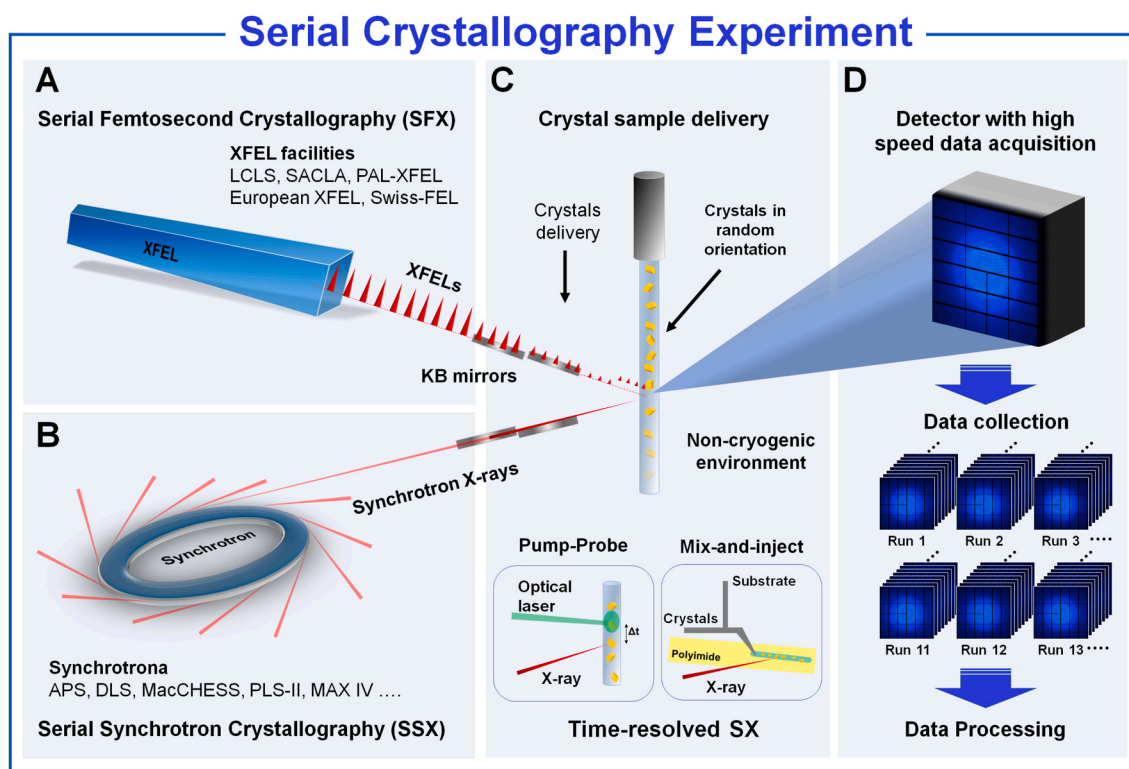 Serial Crystallography Experiment
A
Serial Femtosecond Crystallography (SFX)
XFEL facilities
LCLS, SACLA, PAL-XFEL
European XFEL, Swiss-FEL
XFEL
XFELs
KB mirrors
B
Synchrotron X-rays
Synchrotron
Synchrotrona
APS, DLS, MacCHESS, PLS-II, MAX IV ....
Serial Synchrotron Crystallography (SSX)
C
Crystal sample delivery
Crystals
delivery
Crystals in
random
orientation
Non-cryogenic
environment
Pump-Probe
Optical
laser
Δt
X-ray
Mix-and-inject
Substrate
Crystals
Polyimide
X-ray
Time-resolved SX
D
Detector with high
speed data acquisition
Data collection
Run 1
Run 2
Run 3 ....
Run 11
Run 12
Run 13 ....
Data Processing